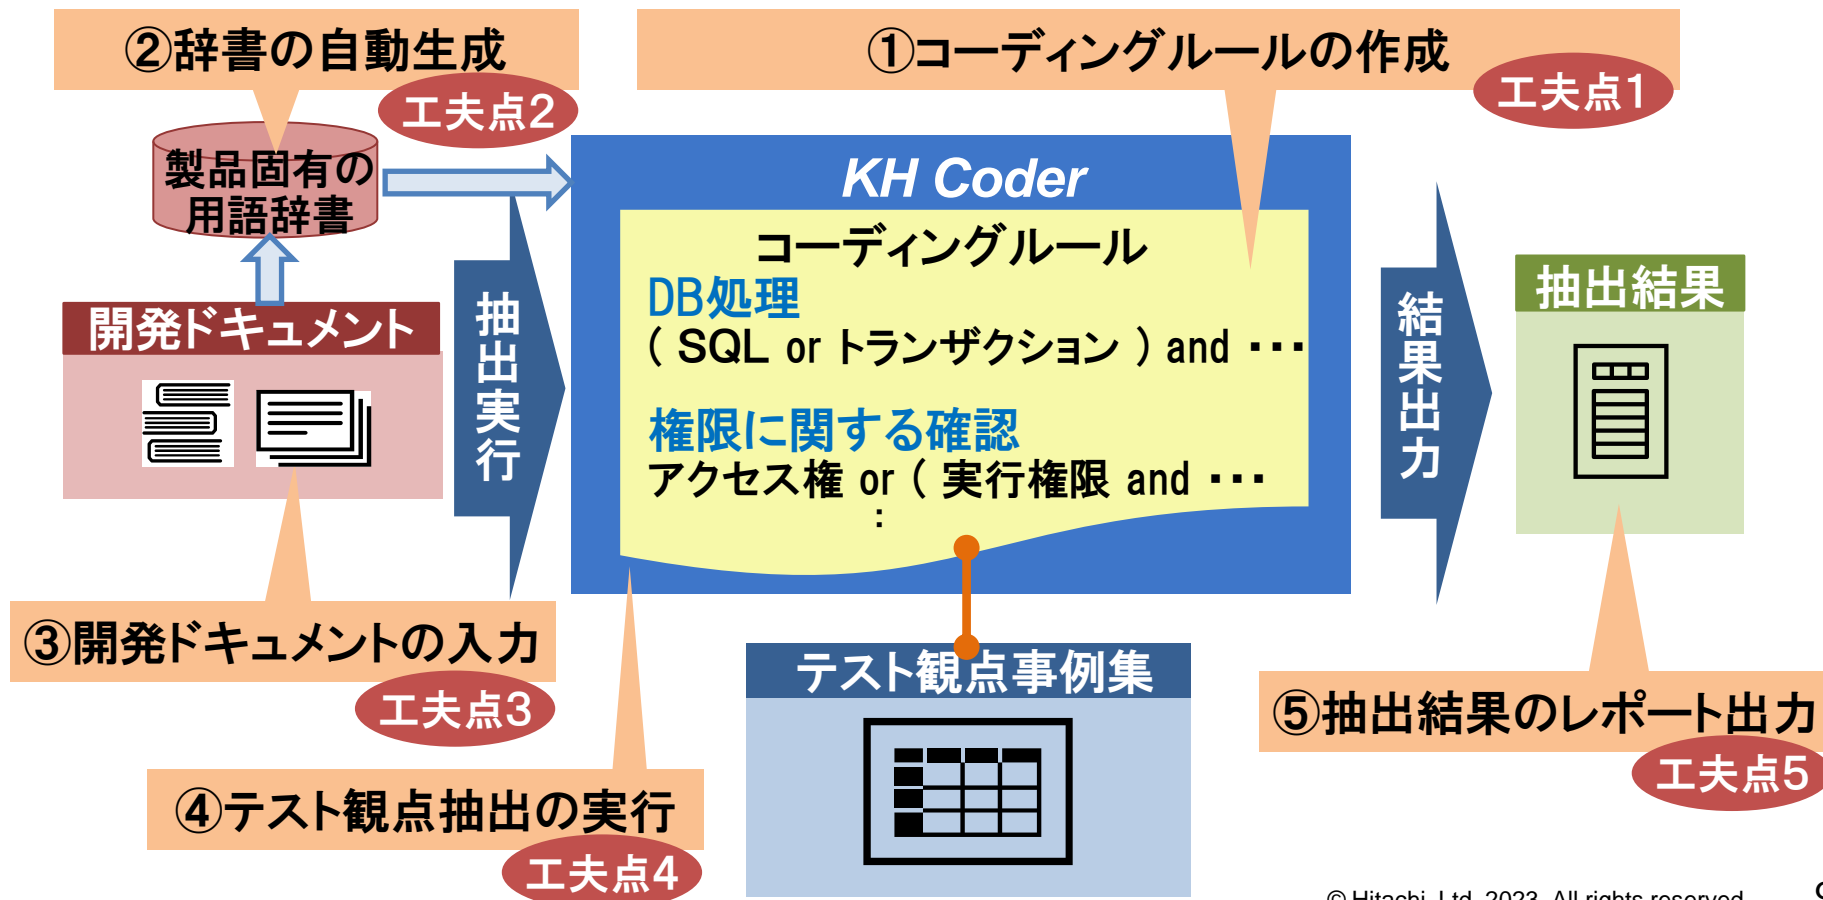 ②辞書の自動生成
工夫点2
①コーディングルールの作成
工夫点1
製品固有の
用語辞書
KH Coder
コーディングルール
DB処理
( SQL or トランザクション ) and ・・・
権限に関する確認
アクセス権 or ( 実行権限 and ・・・
:
開発ドキュメント
抽出実行
結果出力
抽出結果
③開発ドキュメントの入力
工夫点3
テスト観点事例集
⑤抽出結果のレポート出力
工夫点5
④テスト観点抽出の実行
工夫点4
© Hitachi, Ltd. 2023. All rights reserved